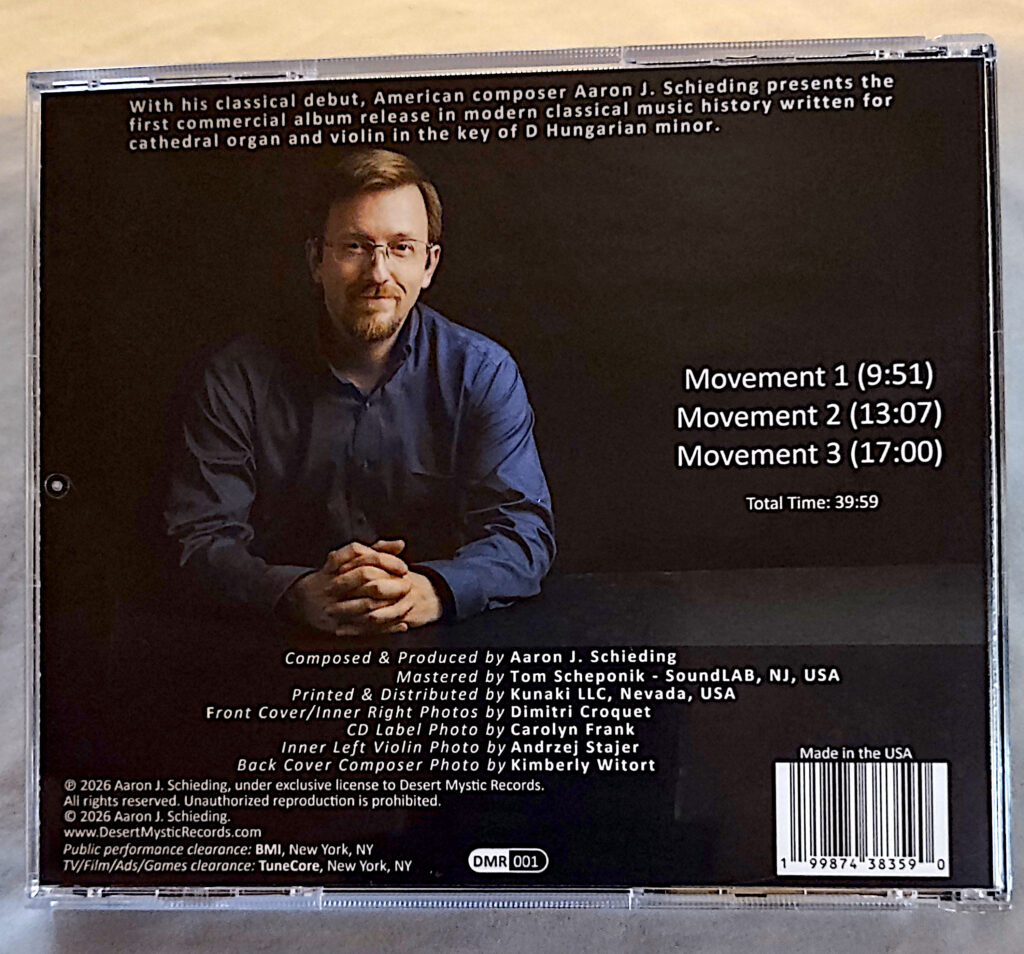 With his classical debut, American composer Aaron J. Schieding presents the
first commercial album release in modern classical music history written for
cathedral organ and violin in the key of D Hungarian minor.
Movement 1 (9:51)
Movement 2 (13:07)
Movement 3 (17:00)
Total Time: 39:59
Composed & Produced by Aaron J. Schieding
Mastered by Tom Scheponik - SoundLAB, NJ, USA
Printed & Distributed by Kunaki LLC, Nevada, USA
Front Cover/Inner Right Photos by Dimitri Croquet
CD Label Photo by Carolyn Frank
Inner Left Violin Photo by Andrzej Stajer
Back Cover Composer Photo by Kimberly Witort
℗ 2026 Aaron J. Schieding, under exclusive license to Desert Mystic Records.
All rights reserved. Unauthorized reproduction is prohibited.
© 2026 Aaron J. Schieding.
www.DesertMysticRecords.com
Public performance clearance: BMI, New York, NY
TV/Film/Ads/Games clearance: TuneCore, New York, NY
DMR 001
Made in the USA
1 99874 38359 0